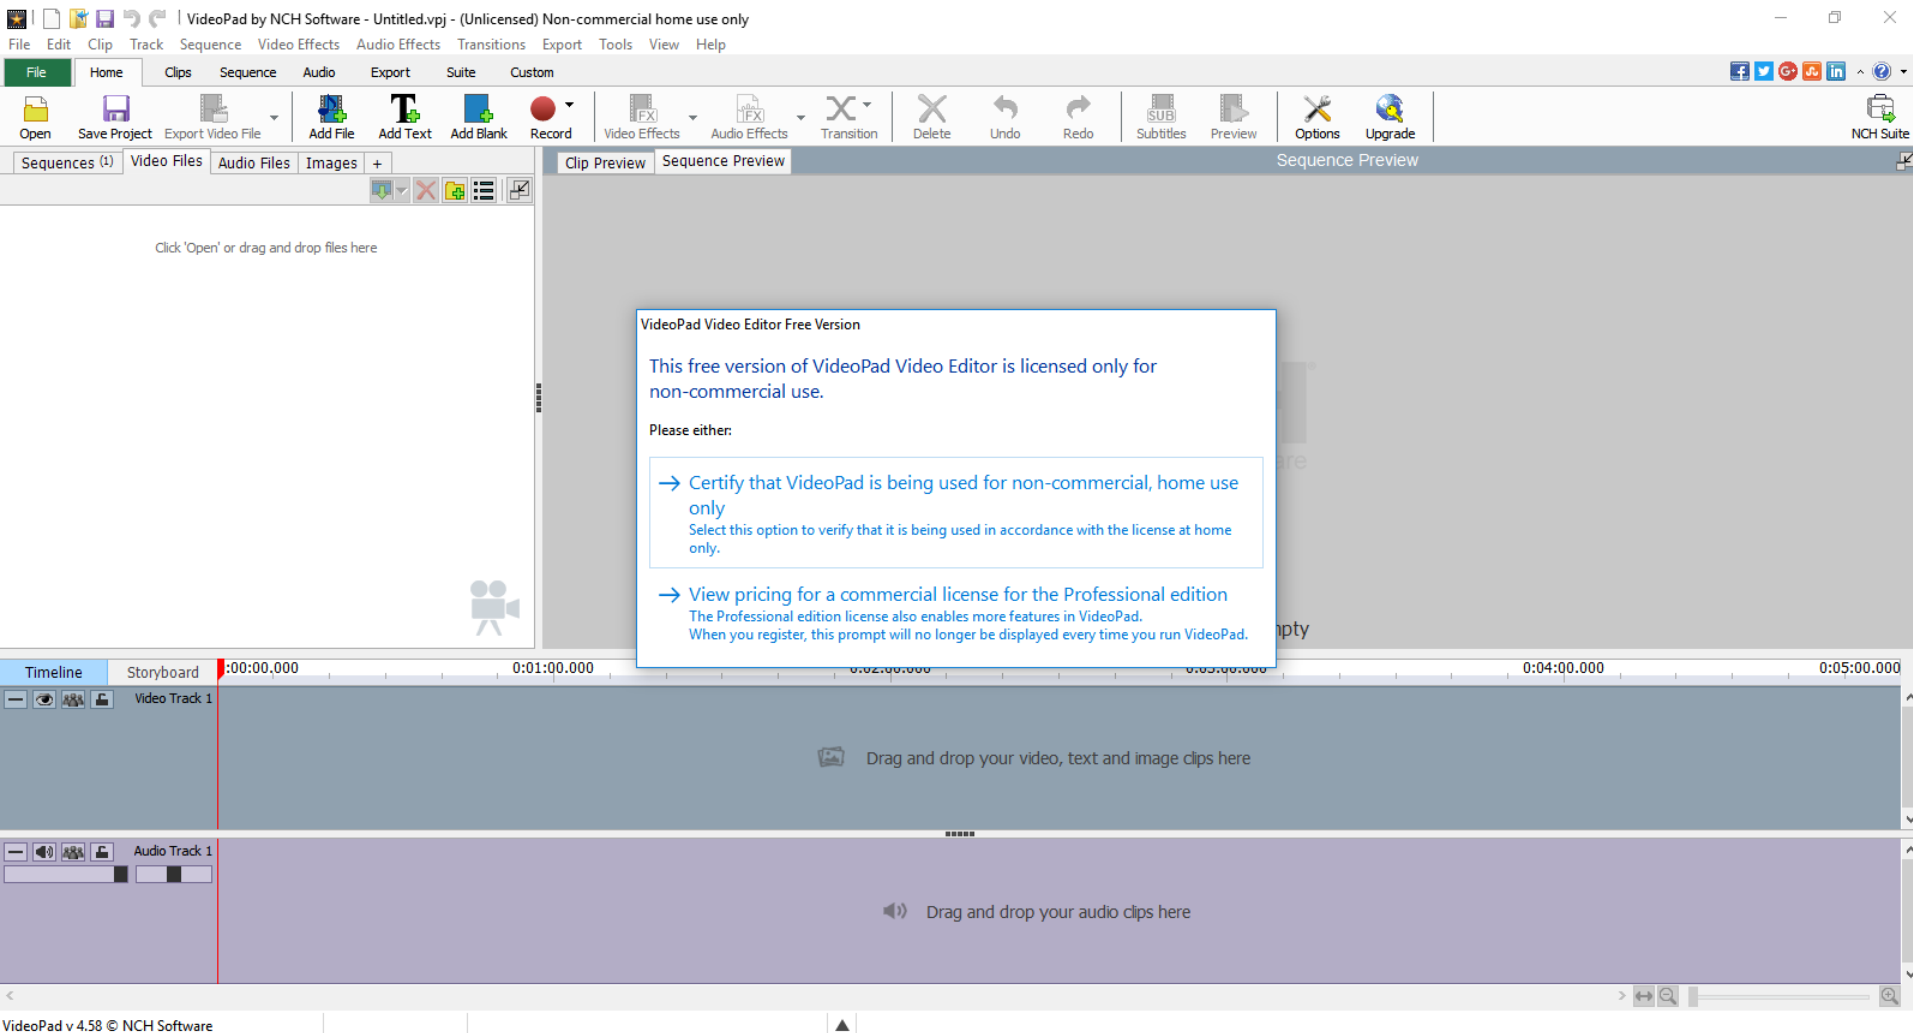 VideoPad by NCH Software - Untitled.vpj - (Unlicensed) Non-commercial home use only
File Edit Clip Track Sequence Video Effects Audio Effects Transitions Export Tools View Help
File Home Clips Sequence Audio Export Suite Custom
Open Save Project Export Video File Add File Add Text Add Blank Record Video Effects Audio Effects Transition Delete Undo Redo Subtitles Preview Options Upgrade NCH Suite
Sequences (1) Video Files Audio Files Images +
Clip Preview Sequence Preview Sequence Preview
Click 'Open' or drag and drop files here
VideoPad Video Editor Free Version
This free version of VideoPad Video Editor is licensed only for
non-commercial use.
Please either:
Certify that VideoPad is being used for non-commercial, home use
only
Select this option to verify that it is being used in accordance with the license at home
only.
View pricing for a commercial license for the Professional edition
The Professional edition license also enables more features in VideoPad.
When you register, this prompt will no longer be displayed every time you run VideoPad.
Timeline Storyboard :00:00.000 0:01:00.000 0:02:00.000 0:03:00.000 0:04:00.000 0:05:00.000
Video Track 1
Drag and drop your video, text and image clips here
Audio Track 1
Drag and drop your audio clips here
VideoPad v 4.58 © NCH Software